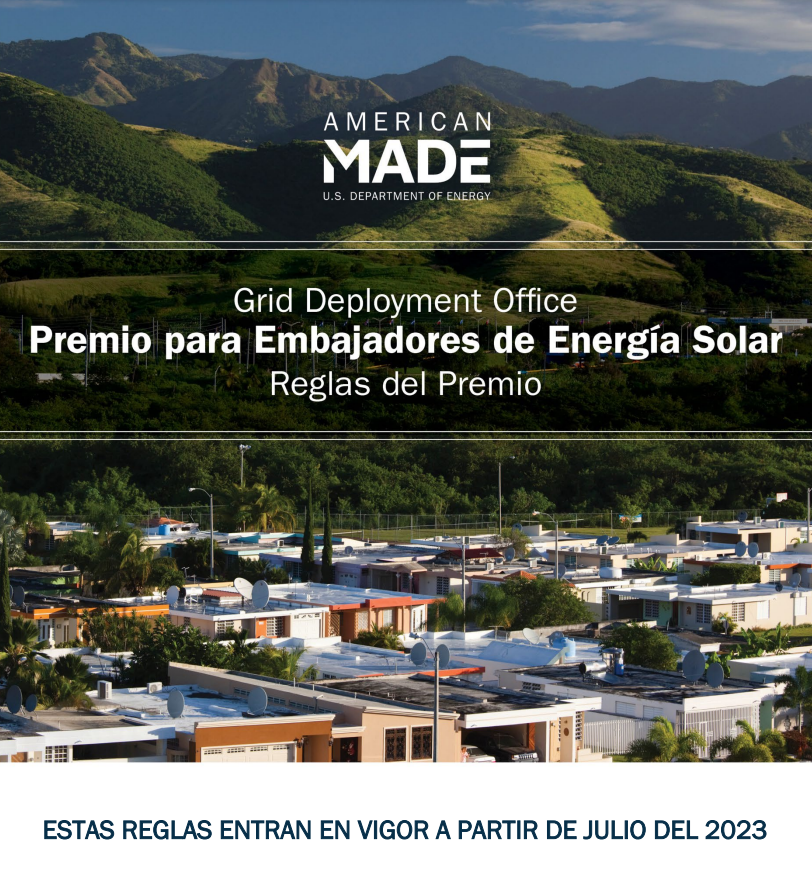 AMERICAN
MADE
U.S. DEPARTMENT OF ENERGY
Grid Deployment Office
Premio para Embajadores de Energía Solar
Reglas del Premio
ESTAS REGLAS ENTRAN EN VIGOR A PARTIR DE JULIO DEL 2023